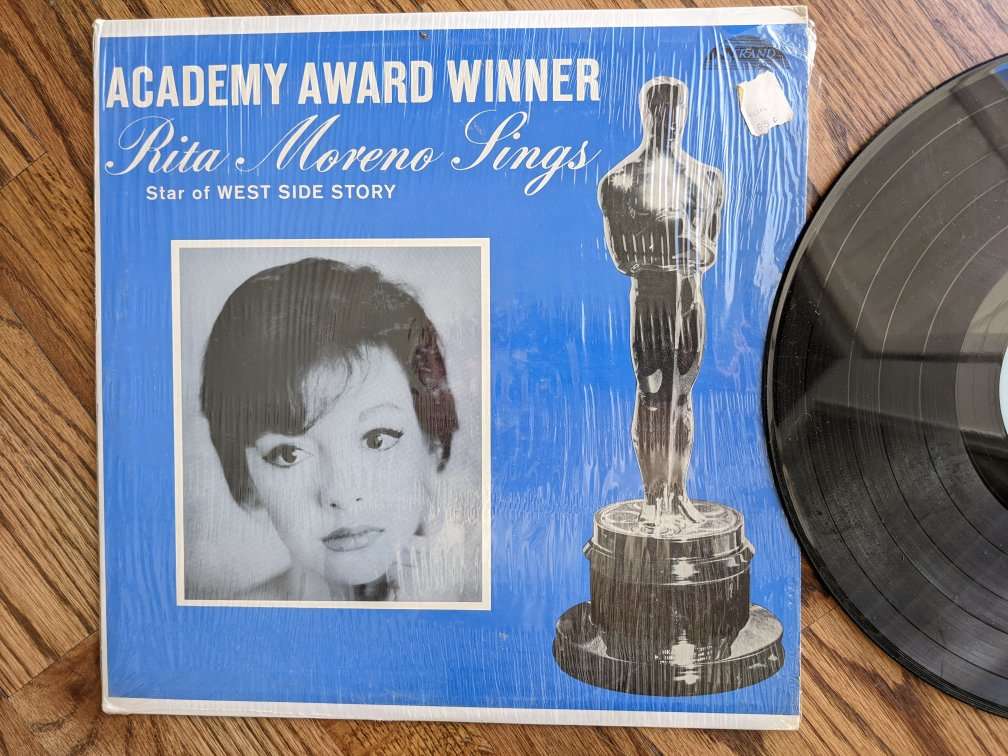 ACADEMY AWARD WINNER
Rita Moreno Sings
Star of WEST SIDE STORY